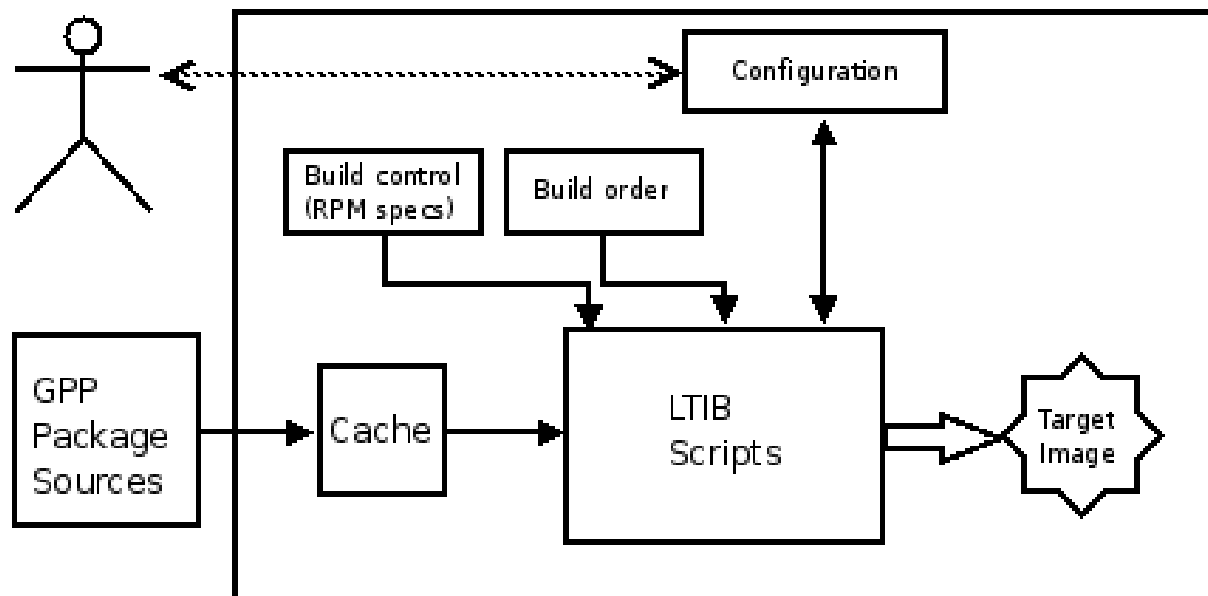 Configuration
Build control
(RPM specs)
Build order
GPP
Package
Sources
Cache
LTIB
Scripts
Target
Image